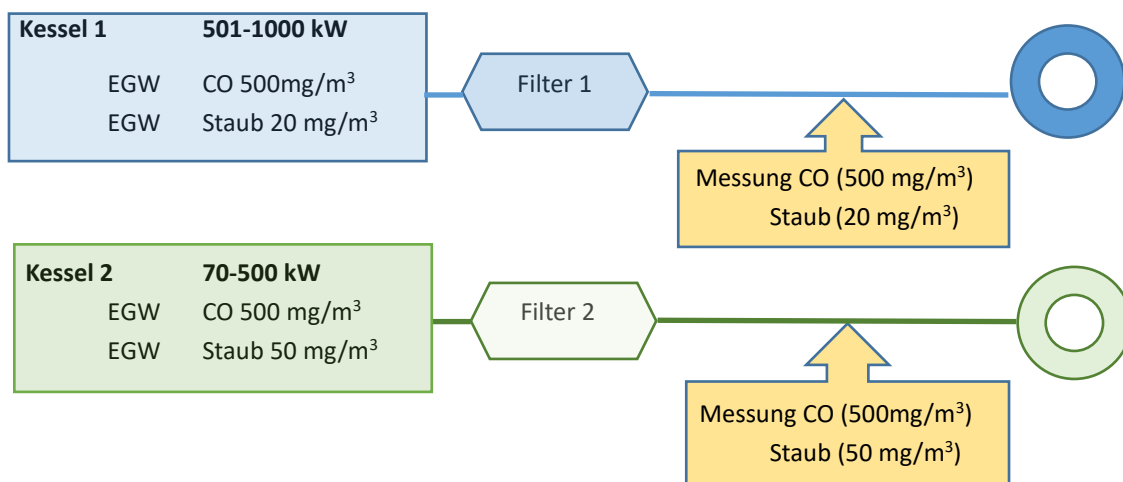 Kessel 1 501-1000 kW
EGW CO 500mg/m³
EGW Staub 20 mg/m³
Filter 1
Messung CO (500 mg/m³)
Staub (20 mg/m³)
Kessel 2 70-500 kW
EGW CO 500 mg/m³
EGW Staub 50 mg/m³
Filter 2
Messung CO (500mg/m³)
Staub (50 mg/m³)